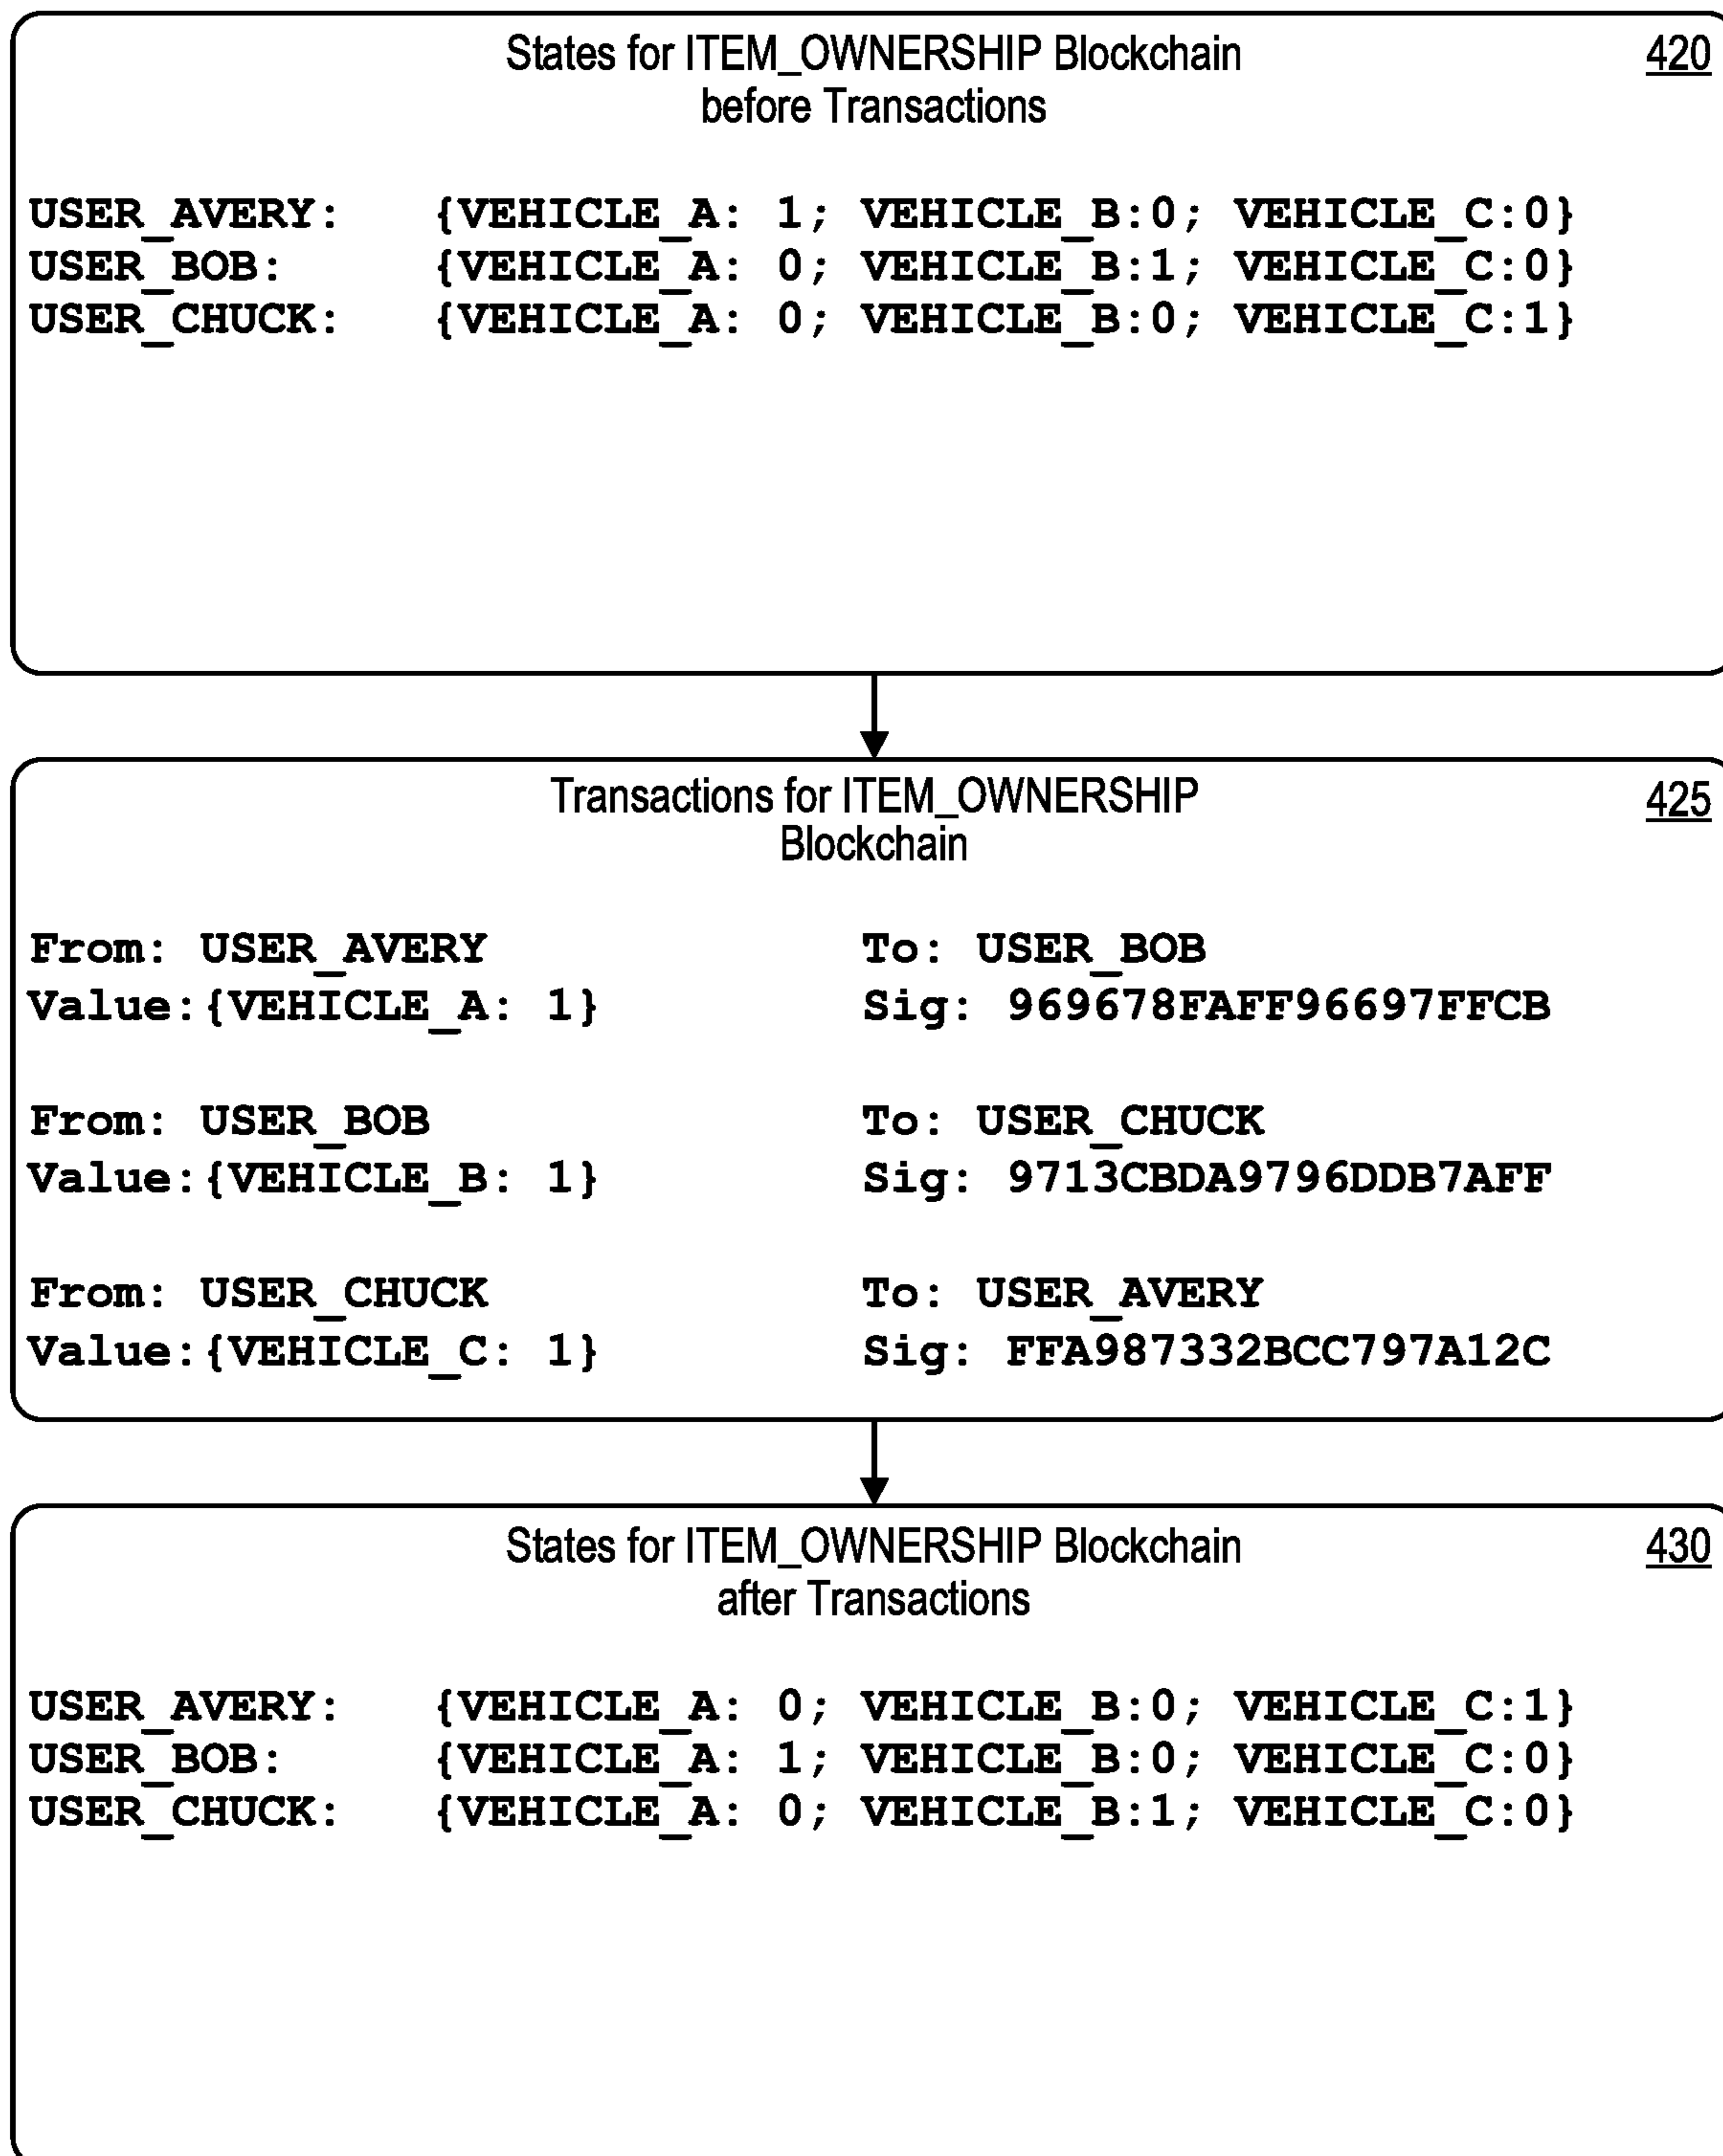 States for ITEM_OWNERSHIP Blockchain 420
before Transactions
USER_AVERY: {VEHICLE_A: 1; VEHICLE_B:0; VEHICLE_C:0}
USER_BOB: {VEHICLE_A: 0; VEHICLE_B:1; VEHICLE_C:0}
USER_CHUCK: {VEHICLE_A: 0; VEHICLE_B:0; VEHICLE_C:1}
Transactions for ITEM_OWNERSHIP 425
Blockchain
From: USER_AVERY To: USER_BOB
Value:{VEHICLE_A: 1} Sig: 969678FAFF96697FFCB
From: USER_BOB To: USER_CHUCK
Value:{VEHICLE_B: 1} Sig: 9713CBDA9796DDB7AFF
From: USER_CHUCK To: USER_AVERY
Value:{VEHICLE_C: 1} Sig: FFA987332BCC797A12C
States for ITEM_OWNERSHIP Blockchain 430
after Transactions
USER_AVERY: {VEHICLE_A: 0; VEHICLE_B:0; VEHICLE_C:1}
USER_BOB: {VEHICLE_A: 1; VEHICLE_B:0; VEHICLE_C:0}
USER_CHUCK: {VEHICLE_A: 0; VEHICLE_B:1; VEHICLE_C:0}